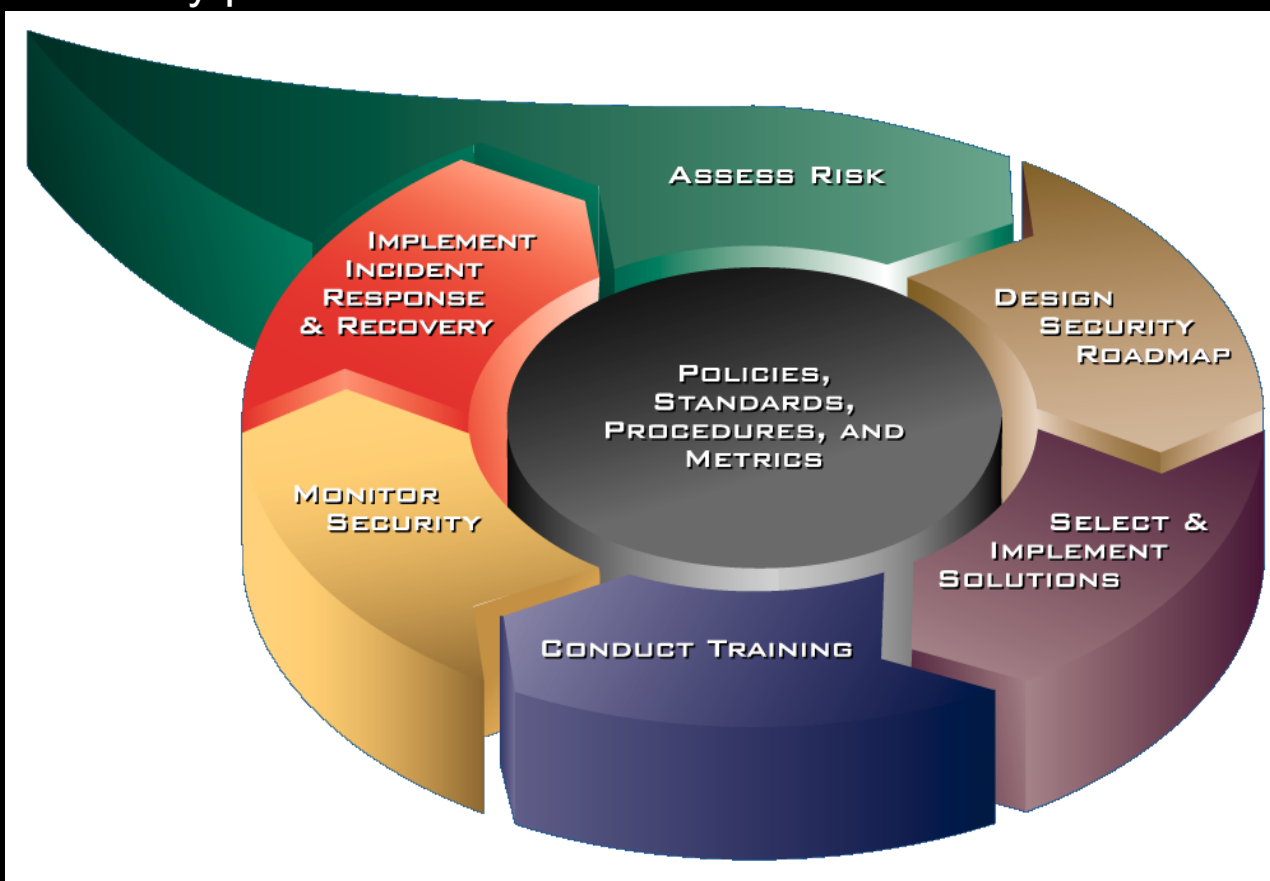 ASSESS RISK
DESIGN
SECURITY
ROADMAP
SELECT &
IMPLEMENT
SOLUTIONS
CONDUCT TRAINING
MONITOR
SECURITY
IMPLEMENT
INCIDENT
RESPONSE
& RECOVERY
POLICIES,
STANDARDS,
PROCEDURES, AND
METRICS